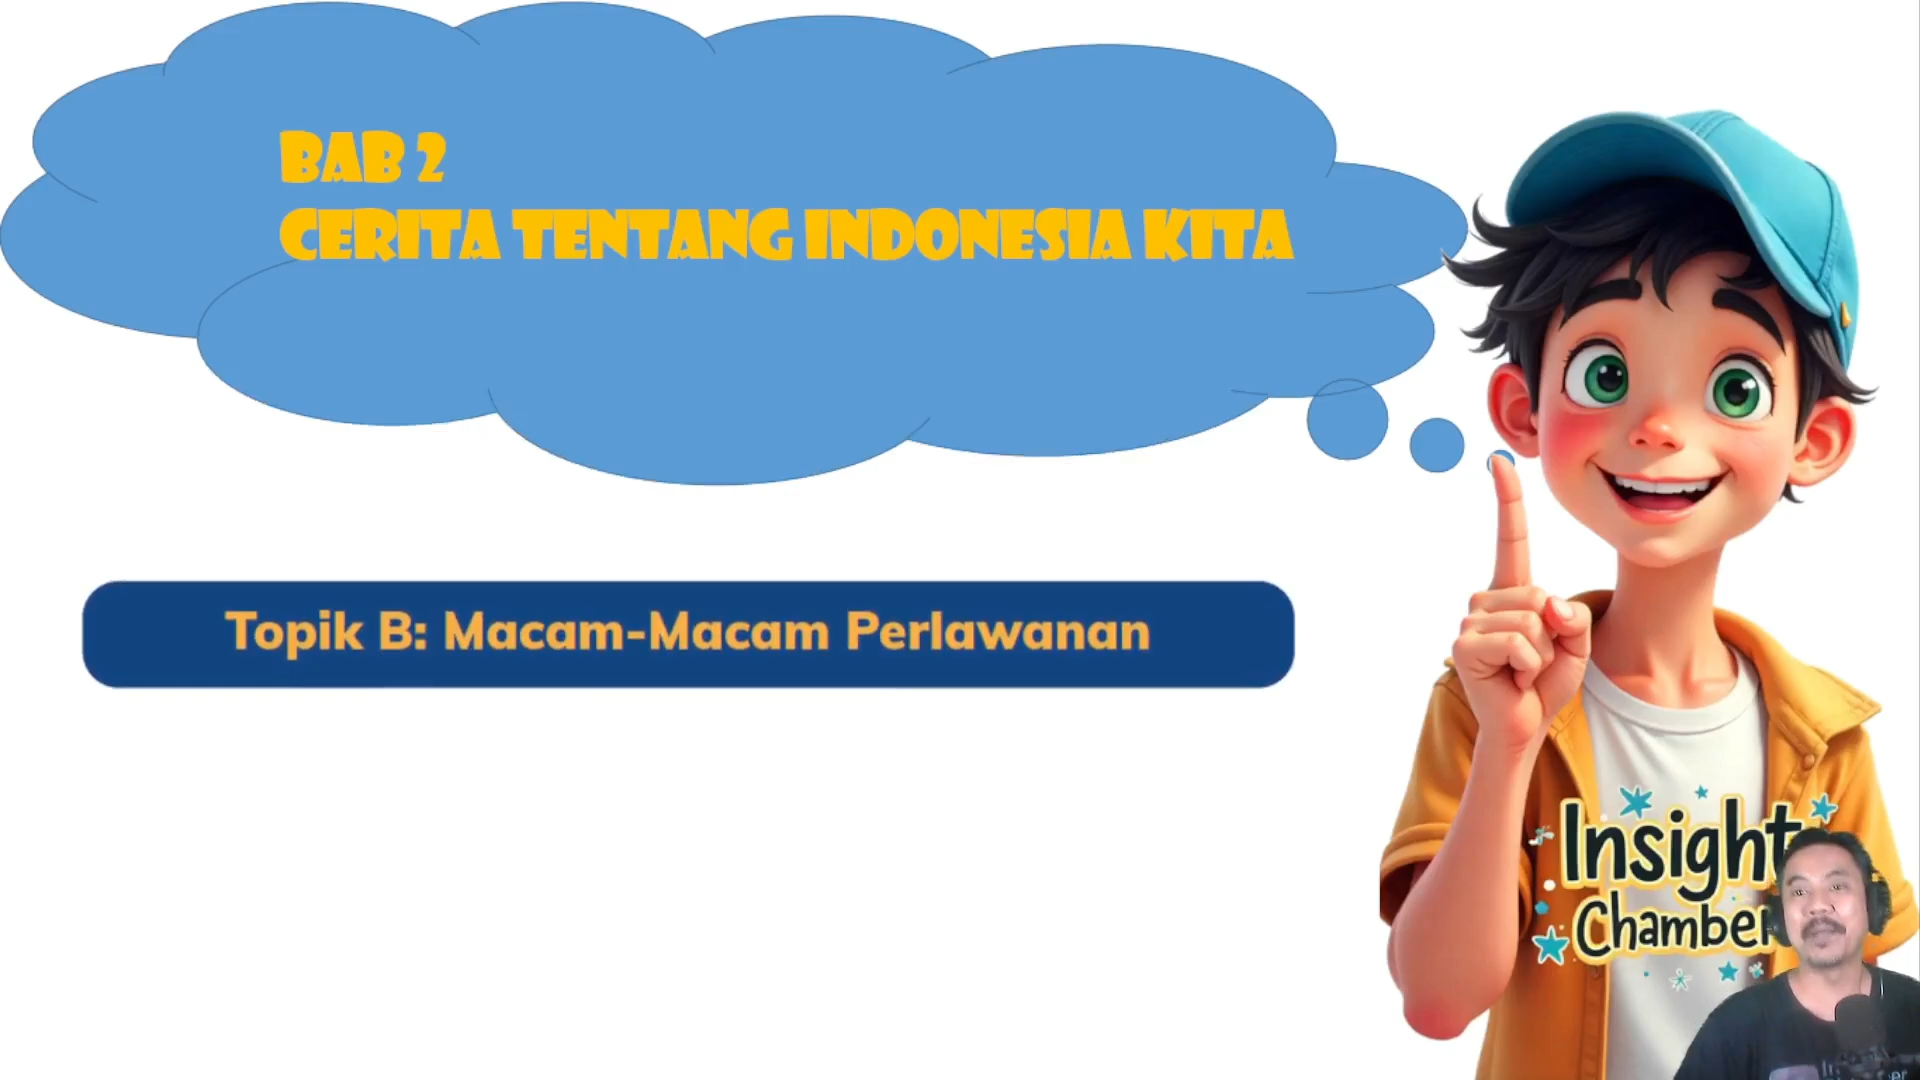 BAB 2
CERITA TENTANG INDONESIA KITA
Topik B: Macam-Macam Perlawanan
Insight
Chamber